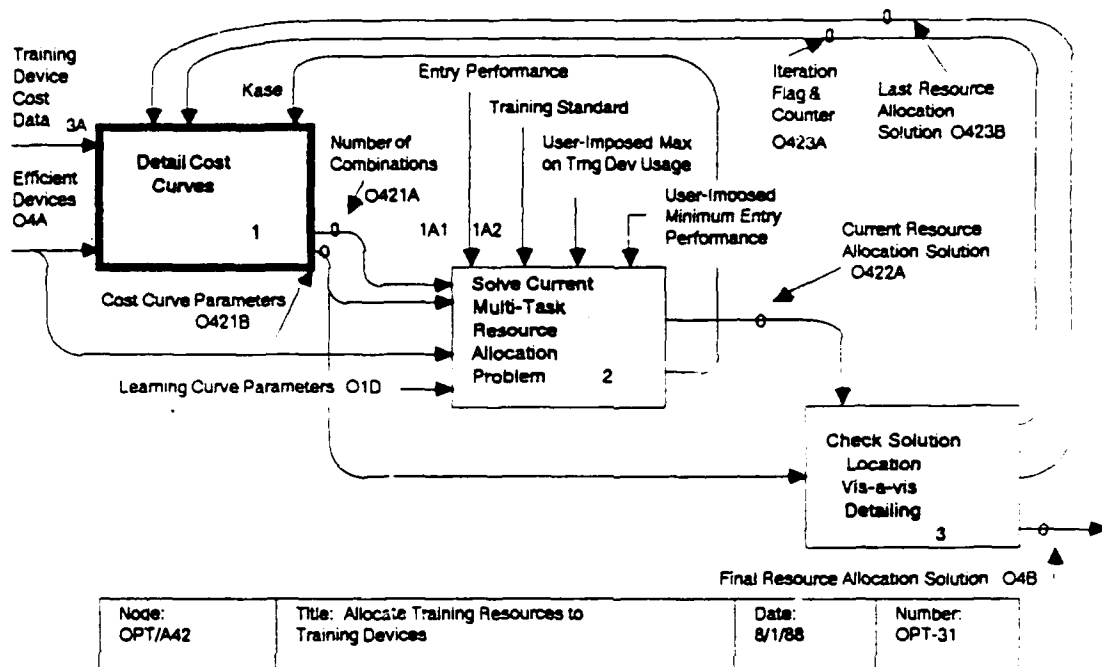 Training
Device
Cost
Data 3A
Efficient
Devices
O4A
Kase
Detail Cost
Curves
1
Number of
Combinations
O421A
Cost Curve Parameters
O421B
Entry Performance
Training Standard
User-Imposed Max
on Trng Dev Usage
User-Imposed
Minimum Entry
Performance
1A1 1A2
Iteration
Flag &
Counter
O423A
Last Resource
Allocation
Solution O423B
Current Resource
Allocation Solution
O422A
Solve Current
Multi-Task
Resource
Allocation
Problem 2
Learning Curve Parameters O1D
Check Solution
Location
Vis-a-vis
Detailing
3
Final Resource Allocation Solution O4B
Node:
OPT/A42
Title: Allocate Training Resources to
Training Devices
Date:
8/1/88
Number:
OPT-31